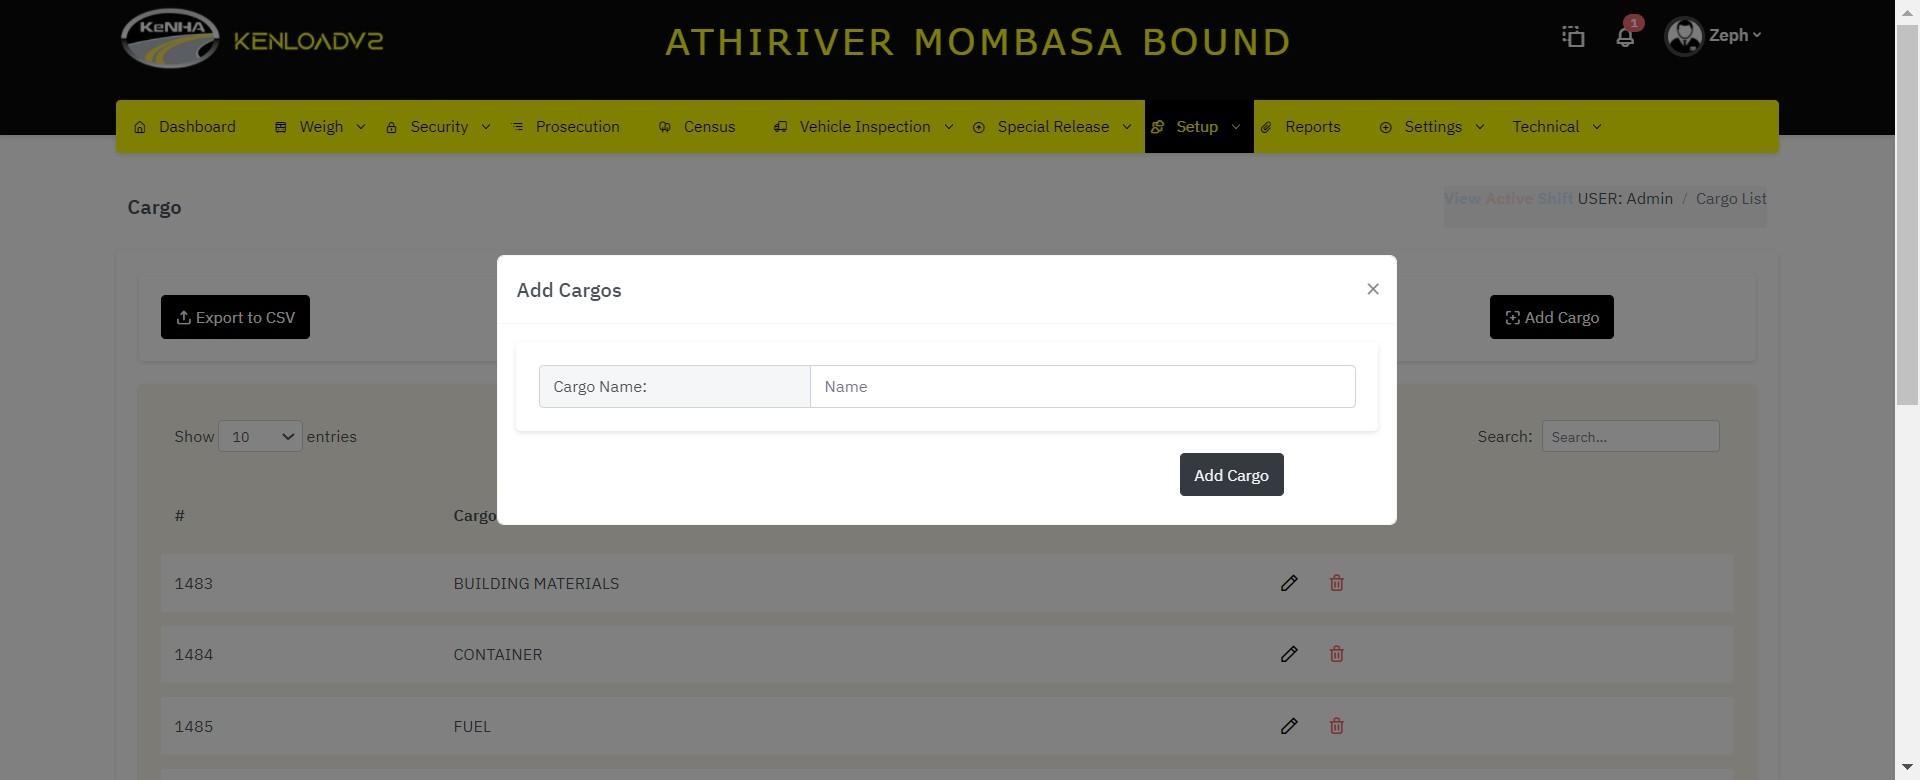 KeNHA
KENLOADV2
ATHIRIVER MOMBASA BOUND
1
Zeph
Dashboard
Weigh
Security
Prosecution
Census
Vehicle Inspection
Special Release
Setup
Reports
Settings
Technical
Cargo
View Active Shift USER: Admin / Cargo List
Export to CSV
Add Cargo
Add Cargos
×
Cargo Name:
Name
Add Cargo
Show 10 entries
Search: Search...
# Cargo
1483 BUILDING MATERIALS
1484 CONTAINER
1485 FUEL